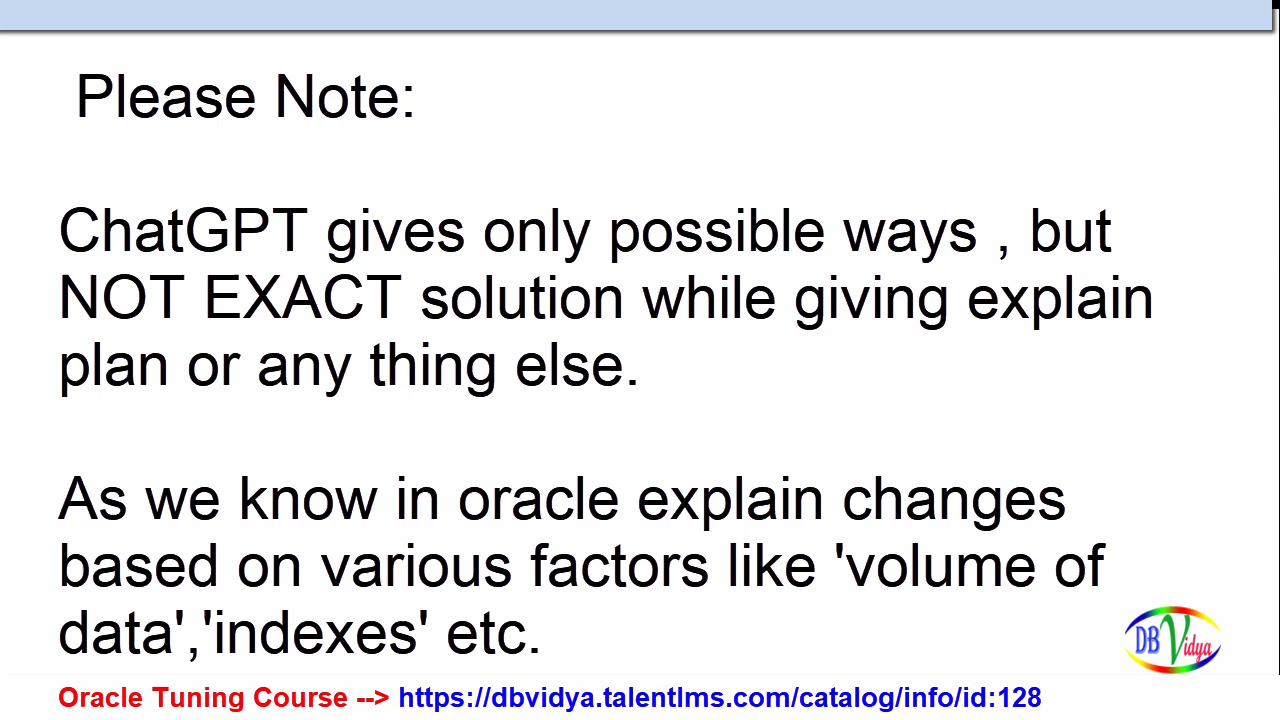 Please Note:
ChatGPT gives only possible ways , but
NOT EXACT solution while giving explain
plan or any thing else.
As we know in oracle explain changes
based on various factors like 'volume of
data','indexes' etc.
DB Vidya
Oracle Tuning Course --> https://dbvidya.talentlms.com/catalog/info/id:128